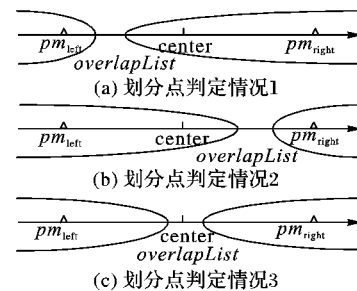 pm_left center pm_right
overlapList
(a) 划分点判定情况1
pm_left center pm_right
overlapList
(b) 划分点判定情况2
pm_left center pm_right
overlapList
(c) 划分点判定情况3